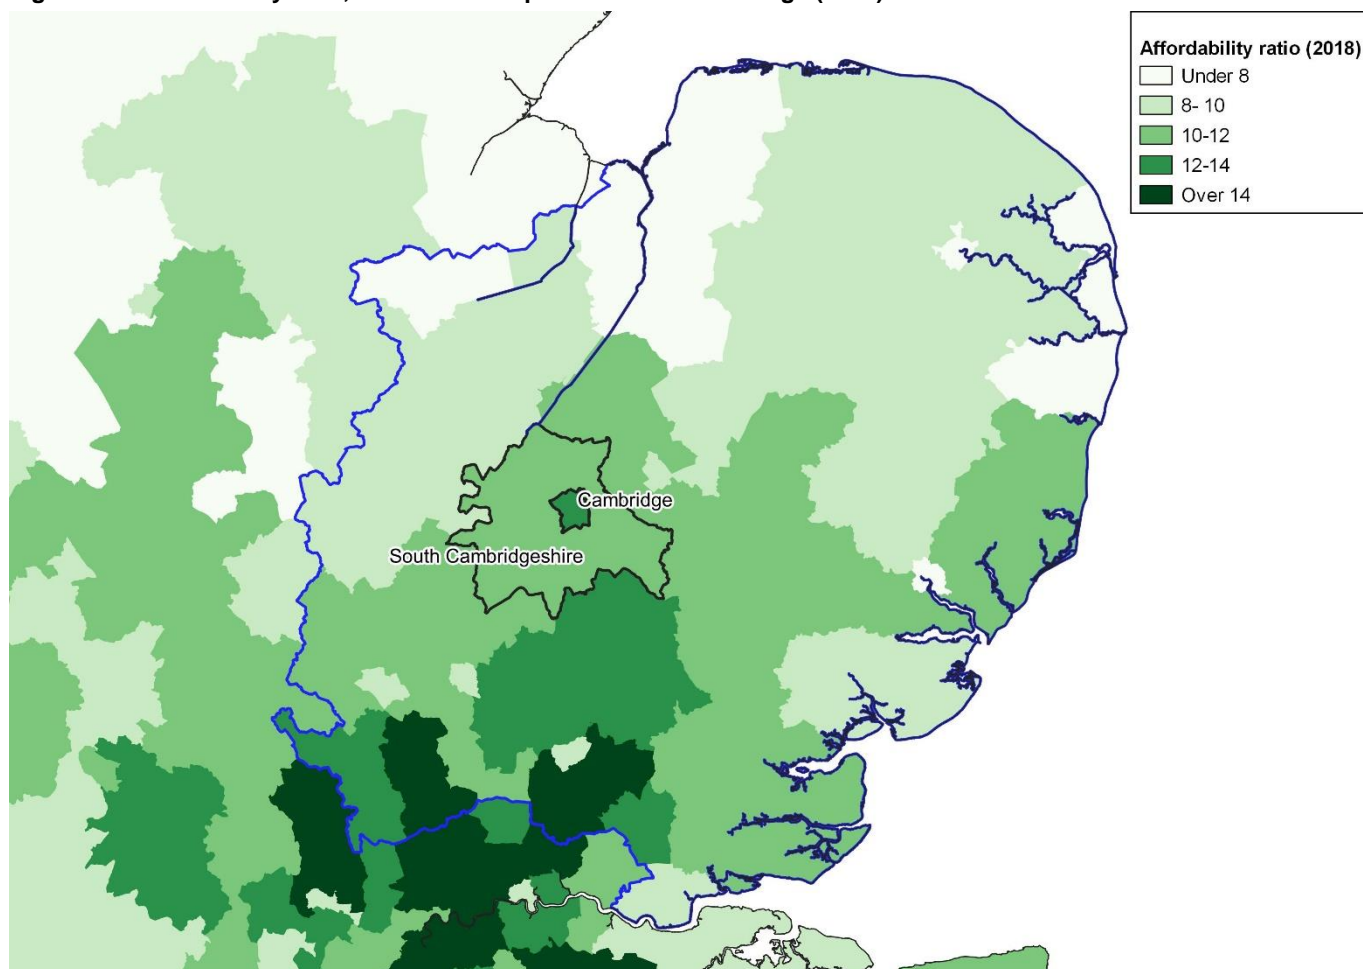 Affordability ratio (2018)
Under 8
8- 10
10-12
12-14
Over 14
Cambridge
South Cambridgeshire